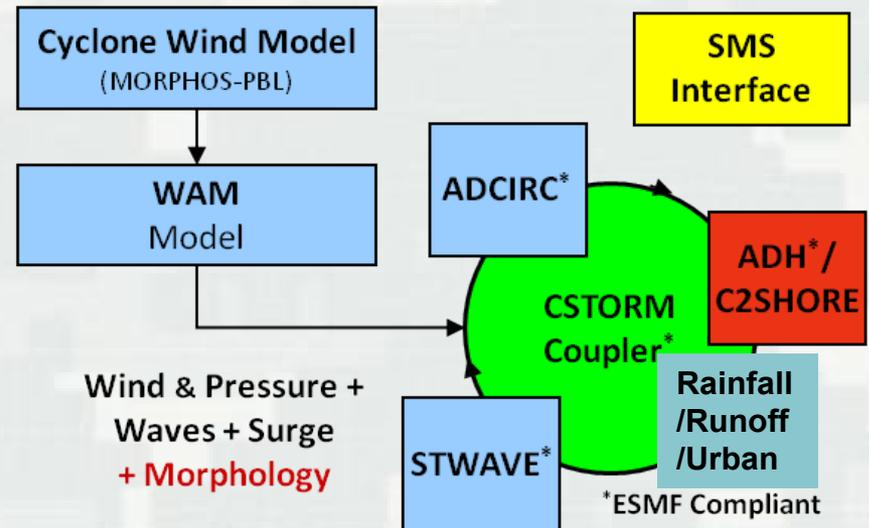 Cyclone Wind Model
(MORPHOS-PBL)
SMS
Interface
WAM
Model
ADCIRC*
ADH*/
C2SHORE
CSTORM
Coupler*
Wind & Pressure +
Waves + Surge
+ Morphology
Rainfall
/Runoff
/Urban
STWAVE*
*ESMF Compliant